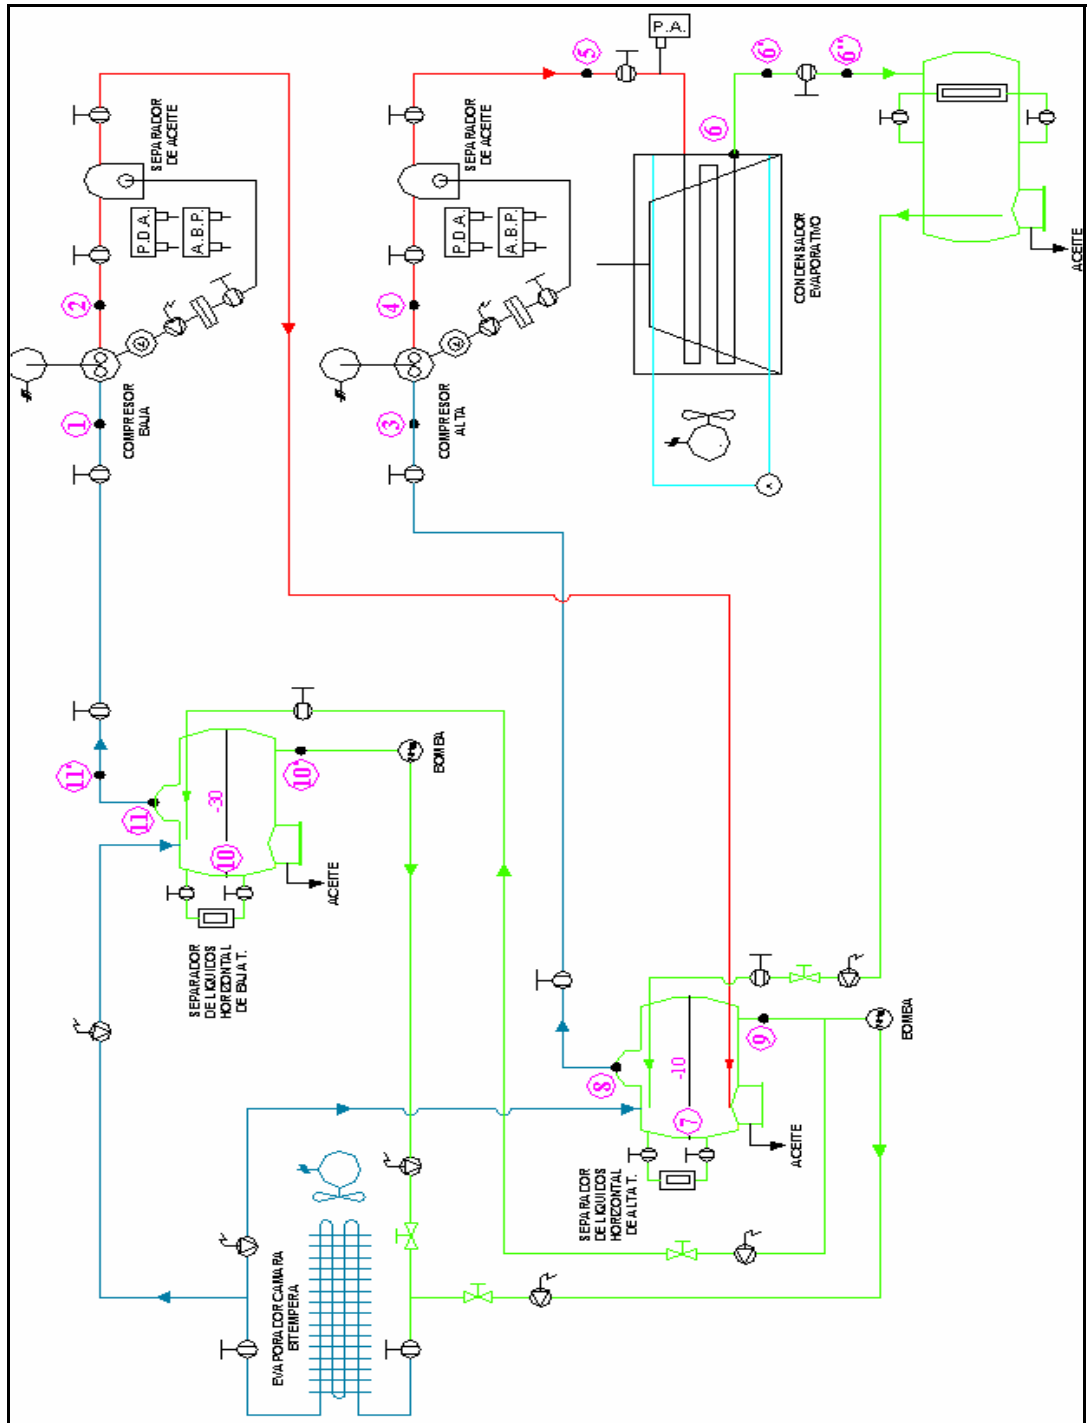 SEPARADOR
DE ACEITE
P.D.A.
A.B.P.
2
COMPRESOR
BAJA
1
SEPARADOR
DE ACEITE
P.D.A.
A.B.P.
4
COMPRESOR
ALTA
3
5
P.A.
6
6'
6''
CONDENSADOR
EVAPORATIVO
ACEITE
11'
11
-30
10
10'
BOMBA
ACEITE
SEPARADOR
DE LIQUIDOS
HORIZONTAL
DE BAJA T.
8
-10
7
9
BOMBA
ACEITE
SEPARADOR
DE LIQUIDOS
HORIZONTAL
DE ALTA T.
EVAPORADOR CAMARA
BITEMPERA